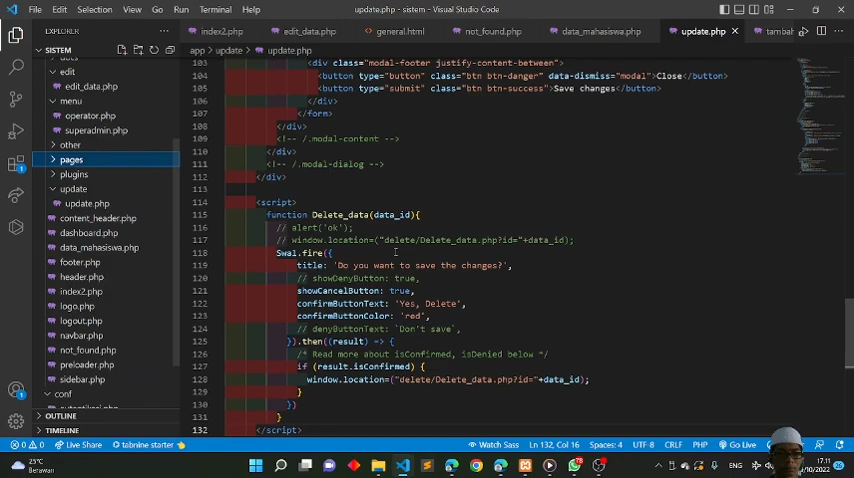 File Edit Selection View Go Run Terminal Help
update.php - sistem - Visual Studio Code
EXPLORER
index2.php
edit_data.php
general.html
not_found.php
data_mahasiswa.php
update.php
SISTEM
app > update > update.php
edit
edit_data.php
menu
operator.php
superadmin.php
other
pages
plugins
update
update.php
content_header.php
dashboard.php
data_mahasiswa.php
footer.php
header.php
index2.php
logo.php
logout.php
navbar.php
not_found.php
preloader.php
sidebar.php
conf
OUTLINE
TIMELINE
103 <div class="modal-footer justify-content-between">
104 <button type="button" class="btn btn-danger" data-dismiss="modal">Close</button>
105 <button type="submit" class="btn btn-success">Save changes</button>
106 </div>
107 </form>
108 </div>
109 <!-- /.modal-content -->
110 </div>
111 <!-- /.modal-dialog -->
112 </div>
113
114 <script>
115 function Delete_data(data_id){
116 // alert('ok');
117 // window.location=("delete/Delete_data.php?id="+data_id);
118 Swal.fire({
119 title: 'Do you want to save the changes?',
120 // showDenyButton: true,
121 showCancelButton: true,
122 confirmButtonText: 'Yes, Delete',
123 confirmButtonColor: 'red',
124 // denyButtonText: `Don't save`,
125 }).then((result) => {
126 /* Read more about isConfirmed, isDenied below */
127 if (result.isConfirmed) {
128 window.location=("delete/Delete_data.php?id="+data_id);
129 }
130 })
131 }
132 </script>
0 0 Live Share tabnine starter
Watch Sass Ln 132, Col 16 Spaces: 4 UTF-8 CRLF PHP Go Live
25°C
Berawan
78
ENG
17.11